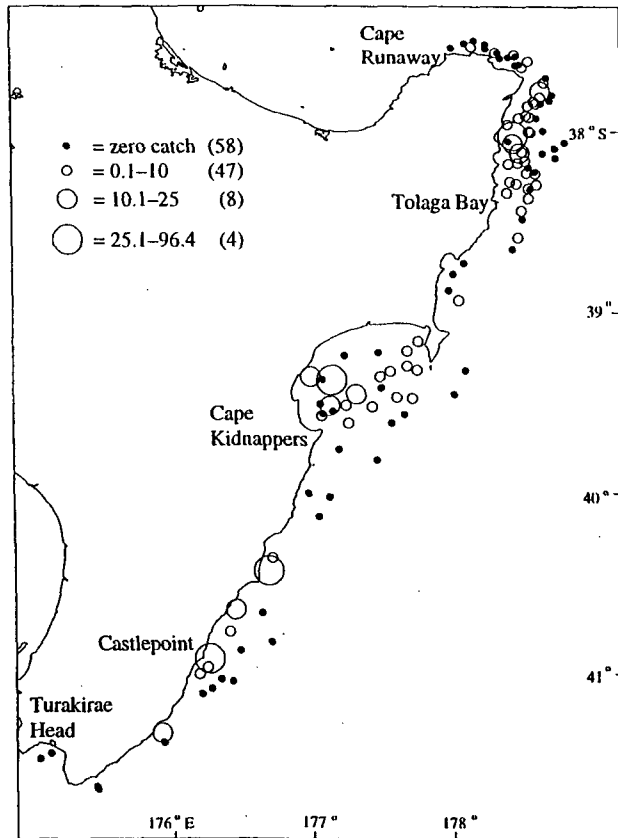 Cape
Runaway
• = zero catch (58)
○ = 0.1–10 (47)
○ = 10.1–25 (8)
○ = 25.1–96.4 (4)
38°S
Tolaga Bay
39°
Cape
Kidnappers
40°
Castlepoint
41°
Turakirae
Head
176°E 177° 178°